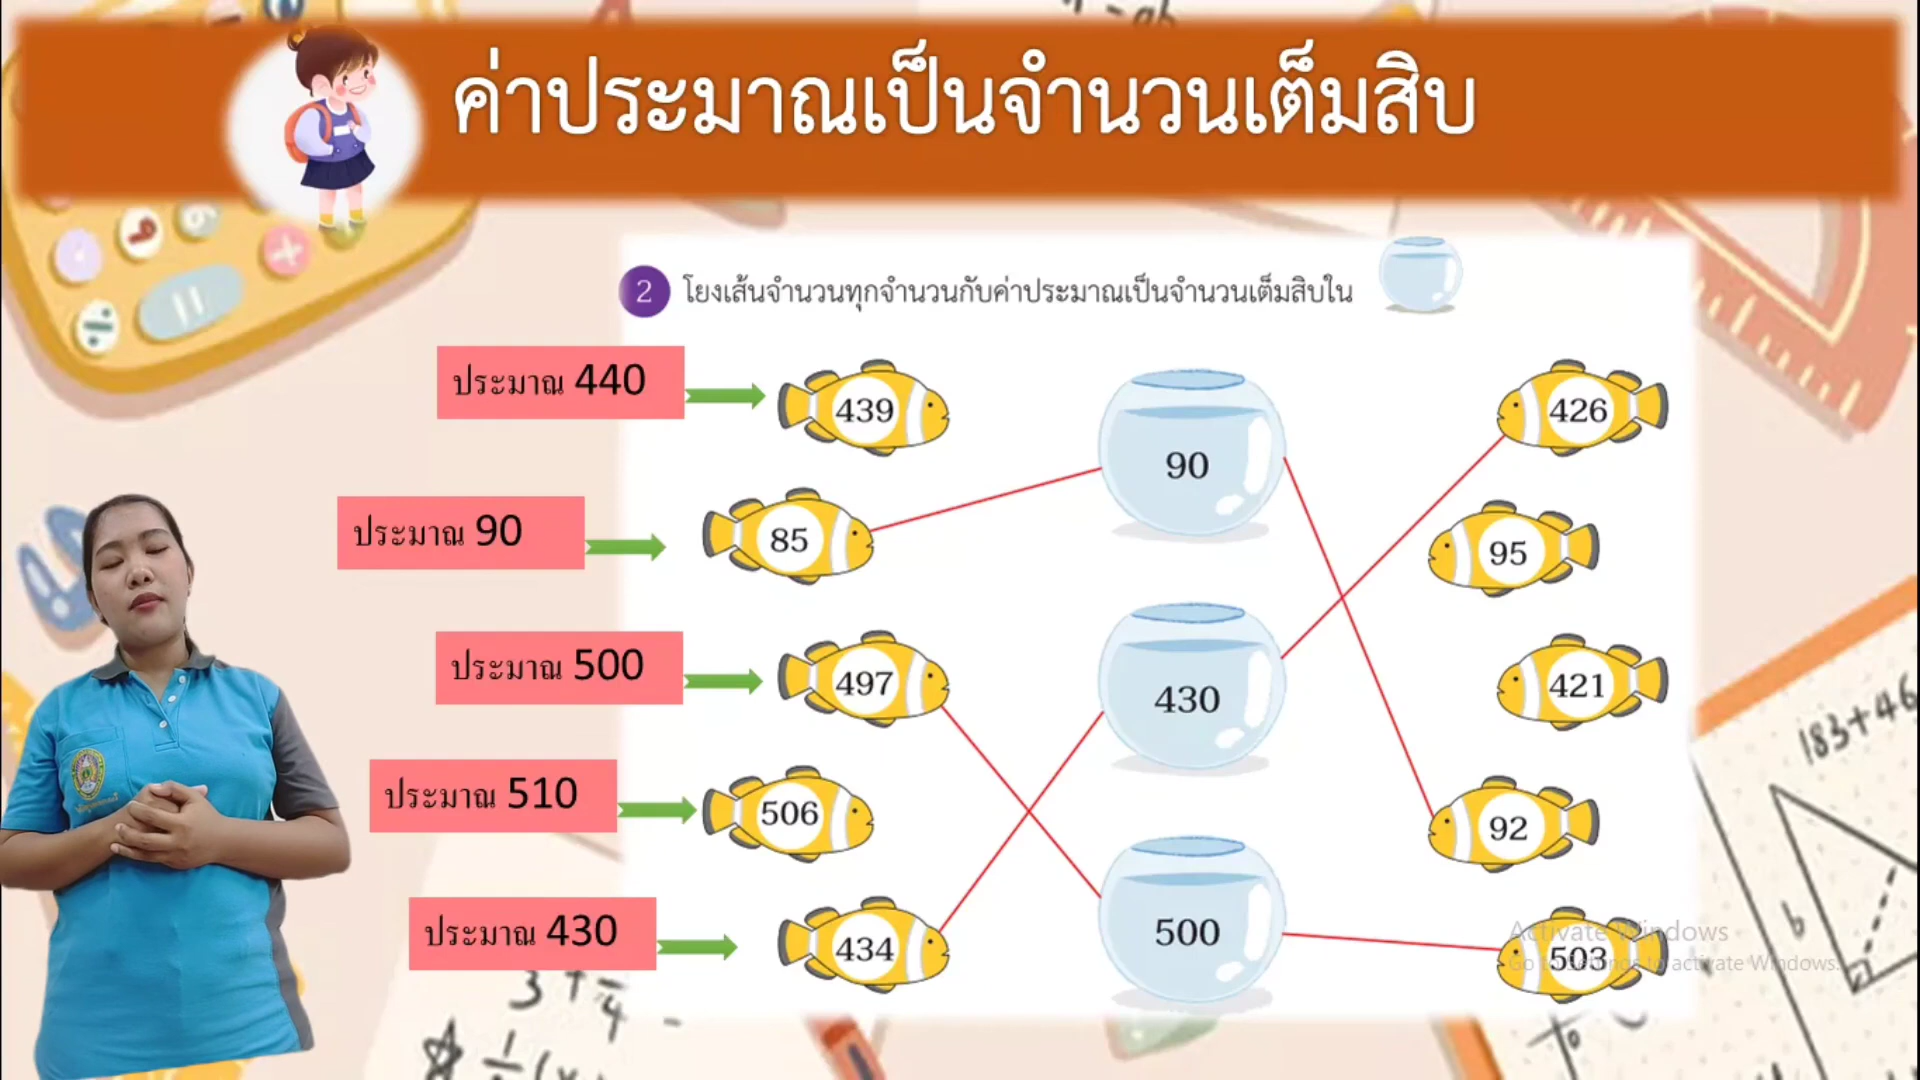 ค่าประมาณเป็นจำนวนเต็มสิบ
2 โยงเส้นจำนวนทุกจำนวนกับค่าประมาณเป็นจำนวนเต็มสิบใน
ประมาณ 440
439
90
426
ประมาณ 90
85
95
ประมาณ 500
497
430
421
ประมาณ 510
506
92
ประมาณ 430
434
500
503
Activate Windows
Go to Settings to activate Windows.
183+46
b